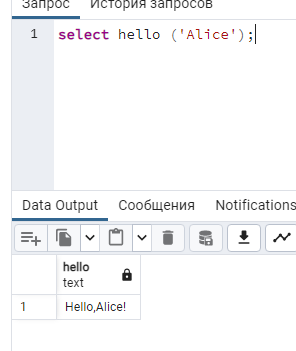 Запрос История запросов
1 select hello ('Alice');
Data Output Сообщения Notifications
hello
text
1 Hello,Alice!